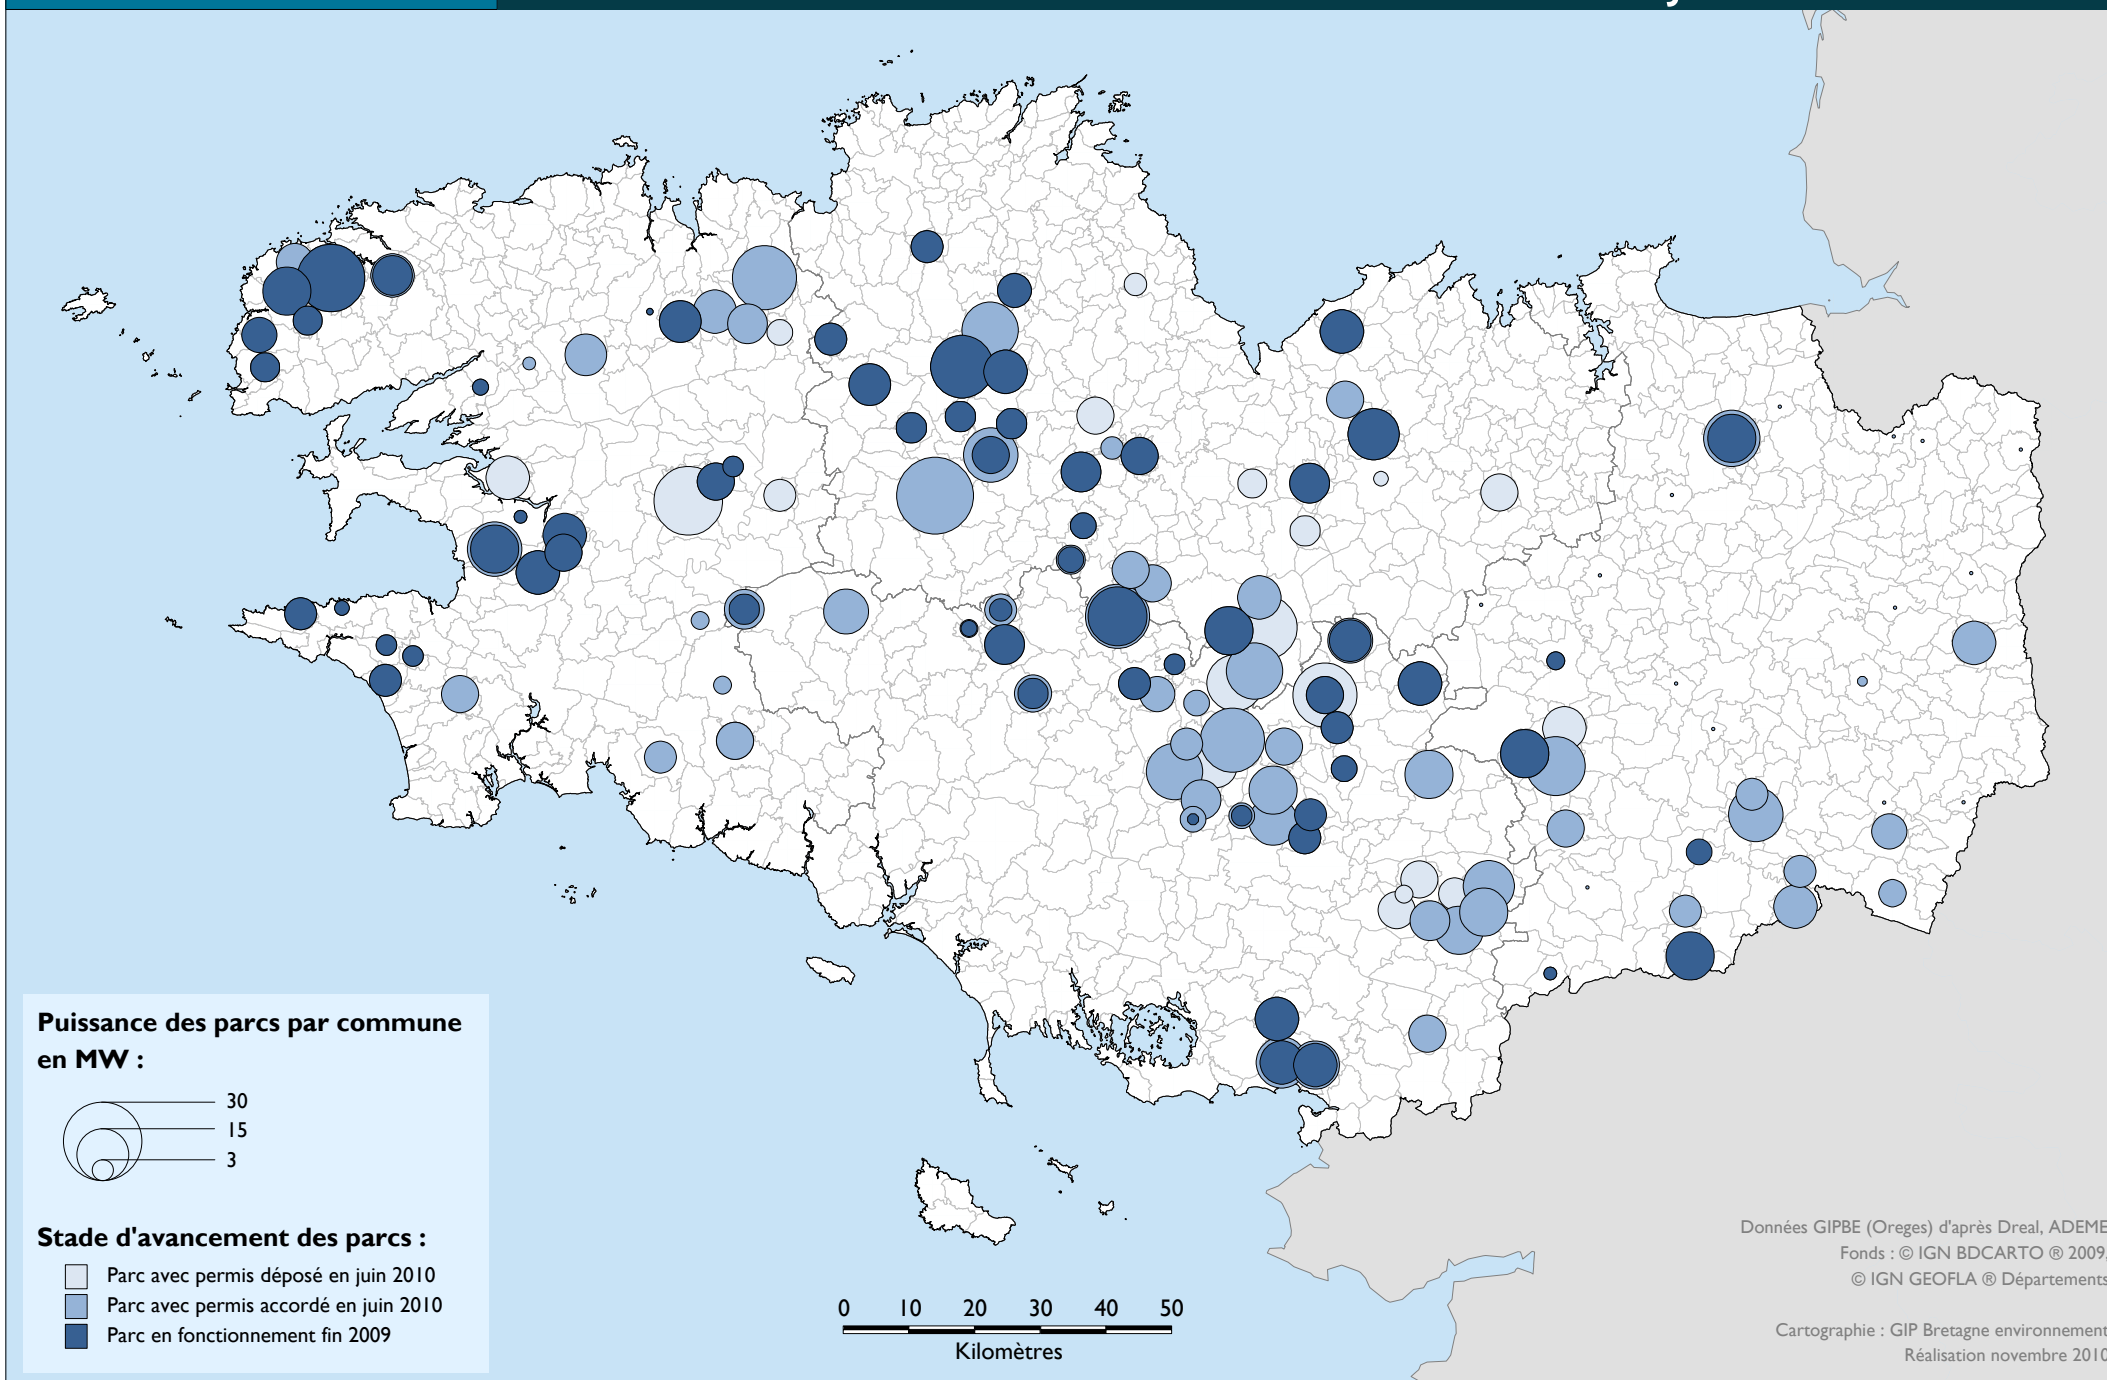 Puissance des parcs par commune
en MW :
30
15
3
Stade d'avancement des parcs :
Parc avec permis déposé en juin 2010
Parc avec permis accordé en juin 2010
Parc en fonctionnement fin 2009
0 10 20 30 40 50
Kilomètres
Données GIPBE (Oreges) d'après Dreal, ADEME
Fonds : © IGN BDCARTO ® 2009,
© IGN GEOFLA ® Départements
Cartographie : GIP Bretagne environnement
Réalisation novembre 2010